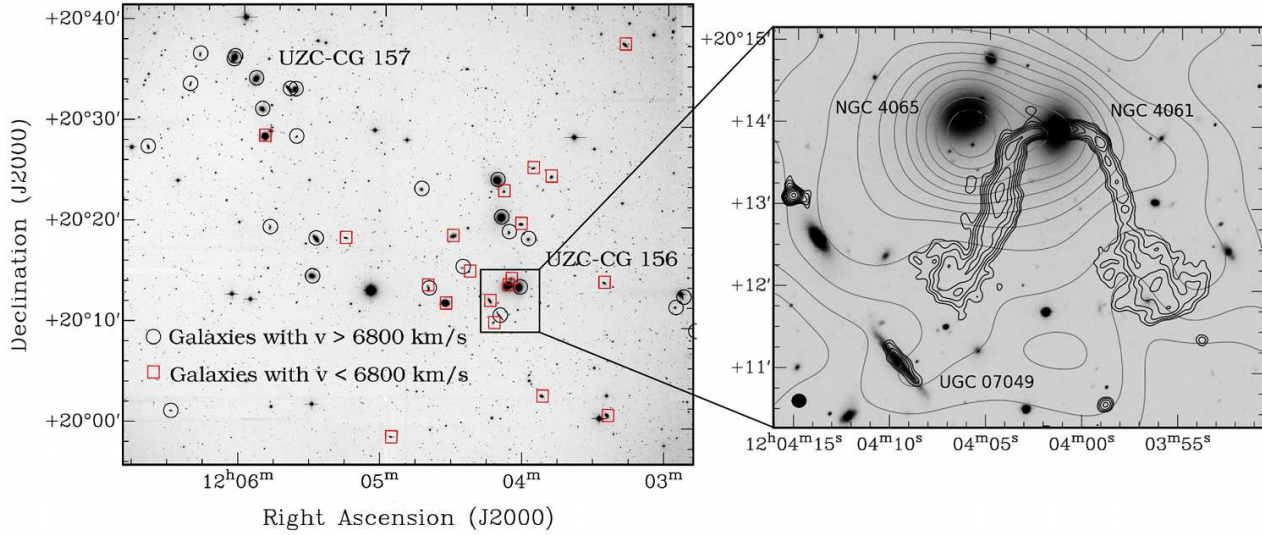 +20°40′
+20°30′
+20°20′
+20°10′
+20°00′
Declination (J2000)
UZC-CG 157
UZC-CG 156
Galaxies with v > 6800 km/s
Galaxies with v < 6800 km/s
12ʰ06ᵐ 05ᵐ 04ᵐ 03ᵐ
Right Ascension (J2000)
+20°15′
+14′
+13′
+12′
+11′
NGC 4065
NGC 4061
UGC 07049
12ʰ04ᵐ15ˢ 04ᵐ10ˢ 04ᵐ05ˢ 04ᵐ00ˢ 03ᵐ55ˢ